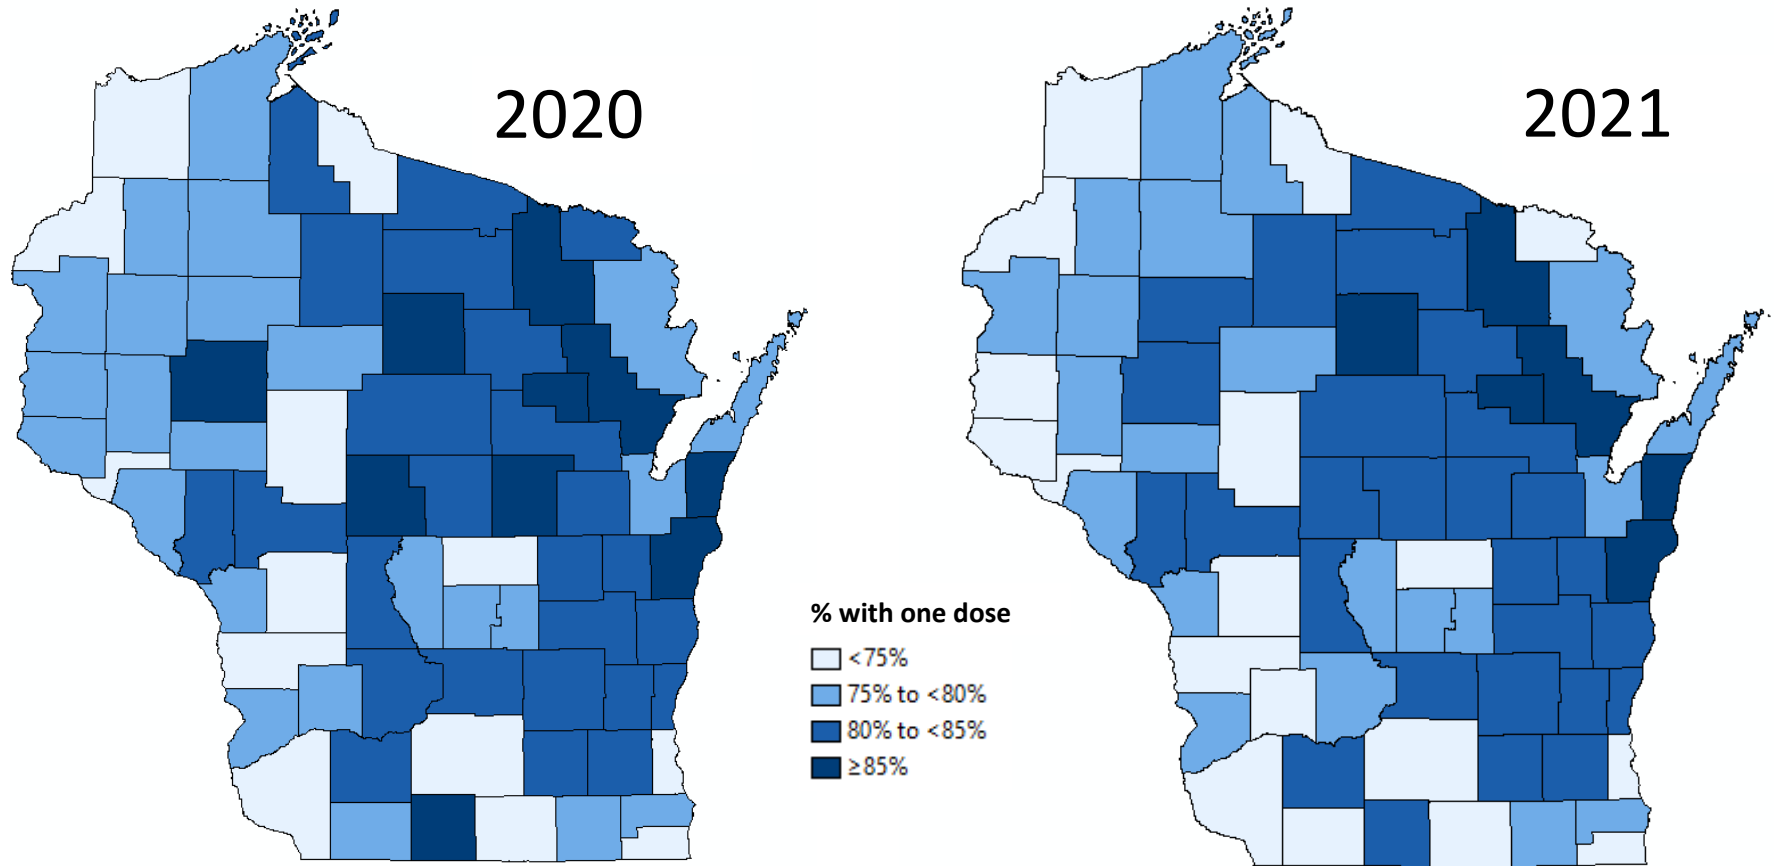 2020
2021
% with one dose
<75%
75% to <80%
80% to <85%
≥85%